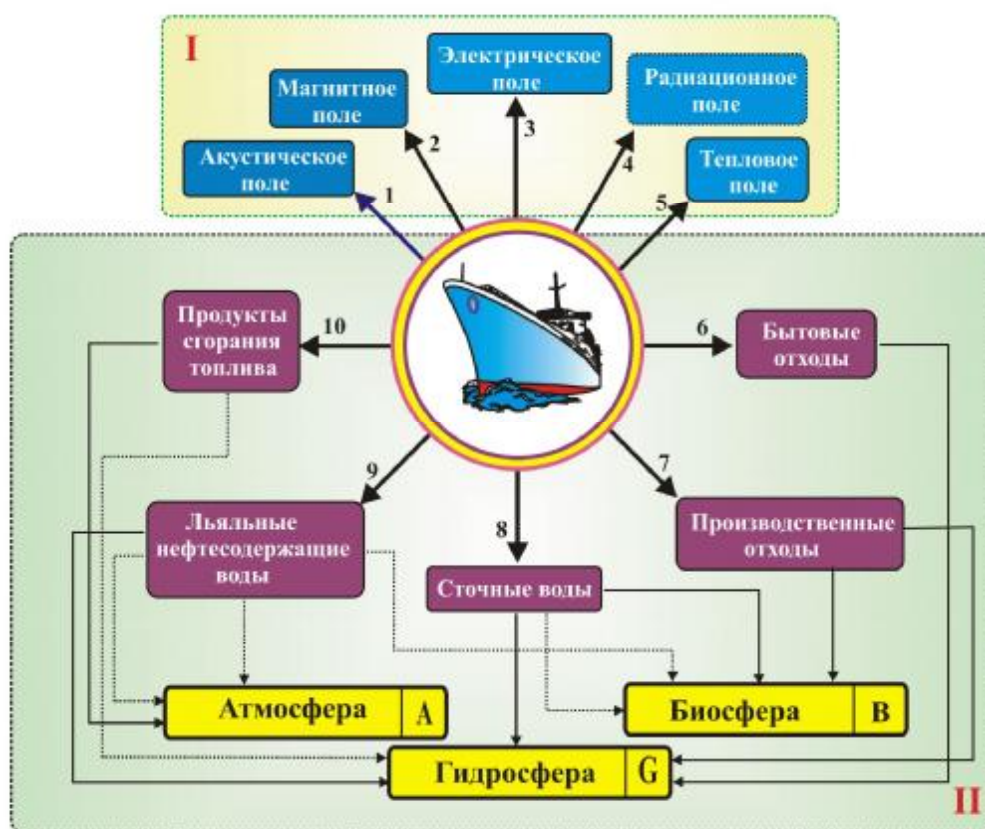 I
Электрическое
поле
Магнитное
поле
Радиационное
поле
Акустическое
поле
Тепловое
поле
1
2
3
4
5
Продукты
сгорания
топлива
10
6
Бытовые
отходы
9
7
8
Льяльные
нефтесодержащие
воды
Сточные воды
Производственные
отходы
Атмосфера
A
Биосфера
B
Гидросфера
G
II